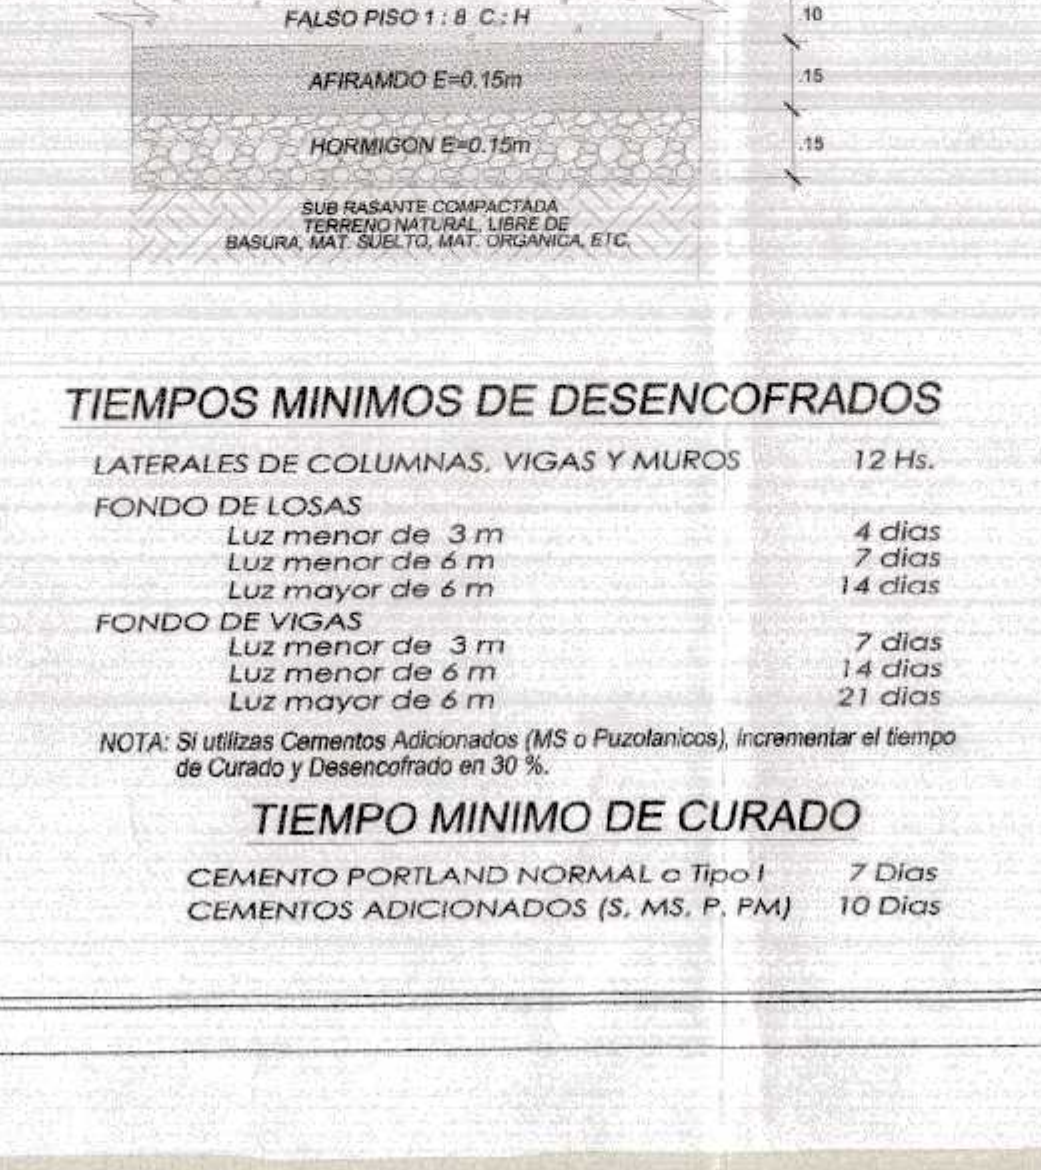 FALSO PISO 1 : 8 C.: H
.10
AFIRAMDO E=0.15m
.15
HORMIGON E=0.15m
.15
SUB RASANTE COMPACTADA
TERRENO NATURAL, LIBRE DE
BASURA, MAT. SUELTO, MAT. ORGANICA, ETC.
TIEMPOS MINIMOS DE DESENCOFRADOS
LATERALES DE COLUMNAS, VIGAS Y MUROS 12 Hs.
FONDO DE LOSAS
Luz menor de 3 m 4 dias
Luz menor de 6 m 7 dias
Luz mayor de 6 m 14 dias
FONDO DE VIGAS
Luz menor de 3 m 7 dias
Luz menor de 6 m 14 dias
Luz mayor de 6 m 21 dias
NOTA: Si utilizas Cementos Adicionados (MS o Puzolanicos), incrementar el tiempo
de Curado y Desencofrado en 30 %.
TIEMPO MINIMO DE CURADO
CEMENTO PORTLAND NORMAL o Tipo I 7 Dias
CEMENTOS ADICIONADOS (S, MS, P, PM) 10 Dias